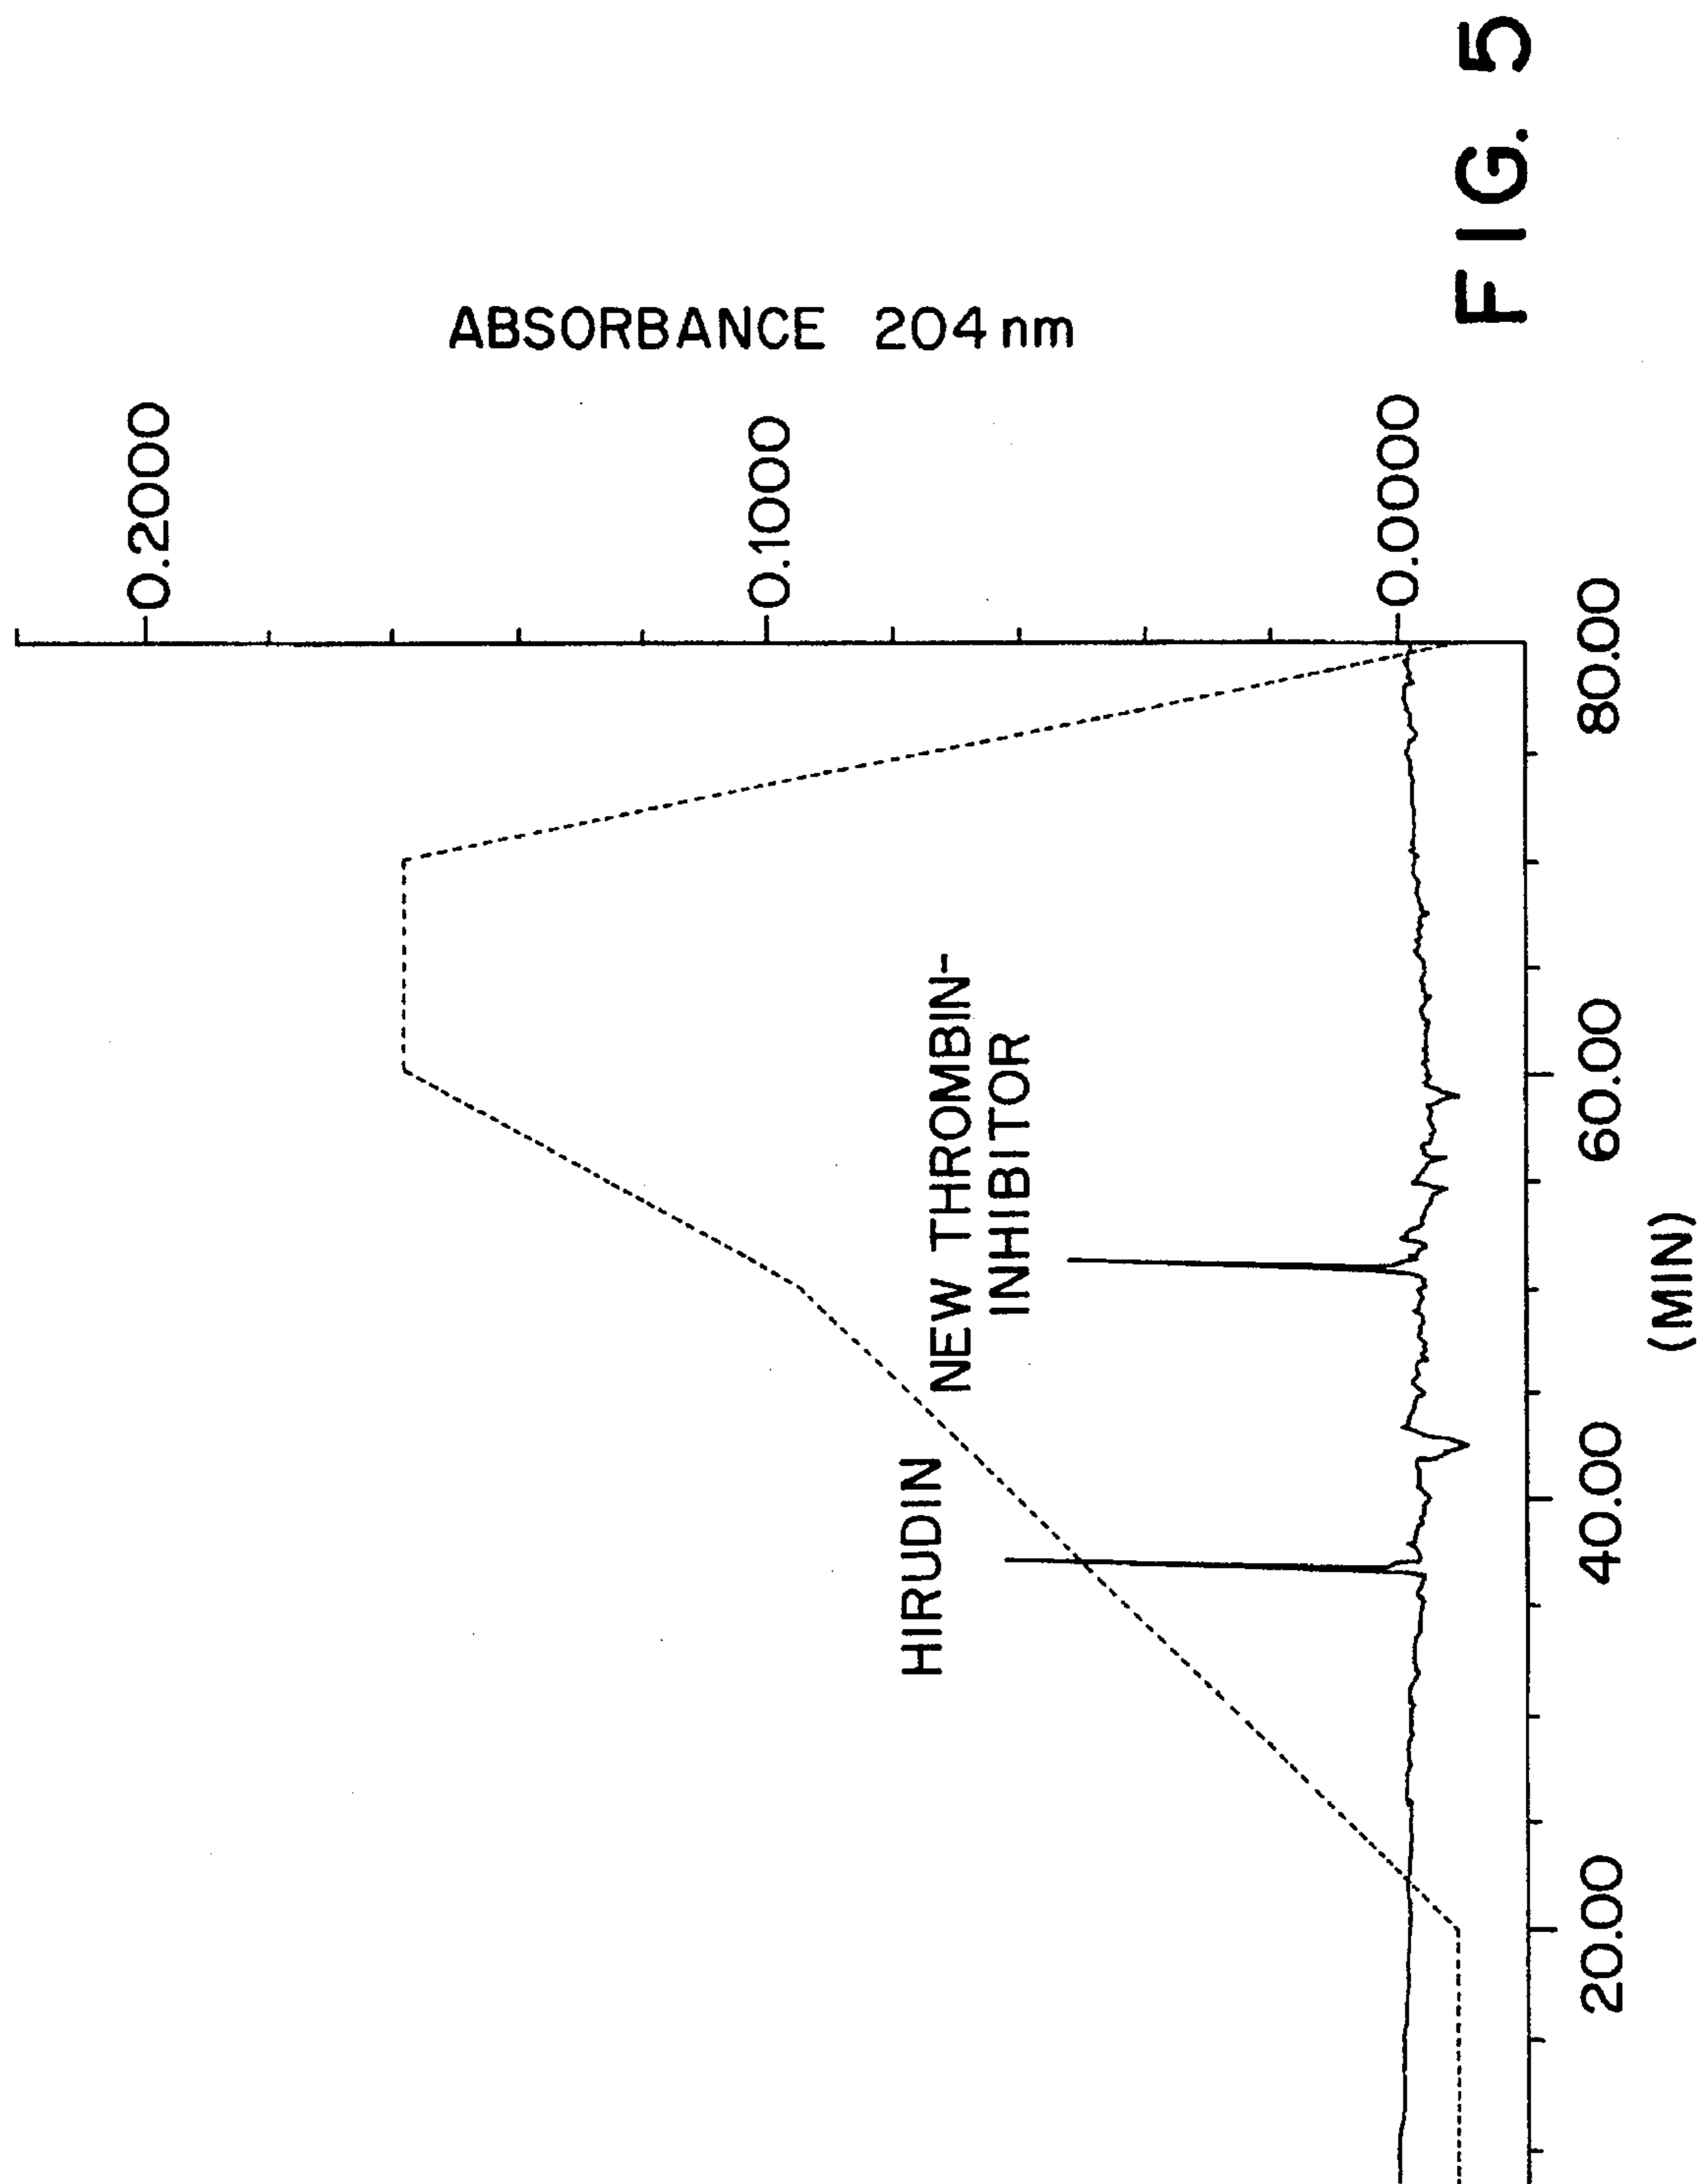 ABSORBANCE 204 nm
0.2000
0.1000
0.0000
HIRUDIN
NEW THROMBIN-
INHIBITOR
20.00
40.00
60.00
80.00
(MIN)
FIG. 5